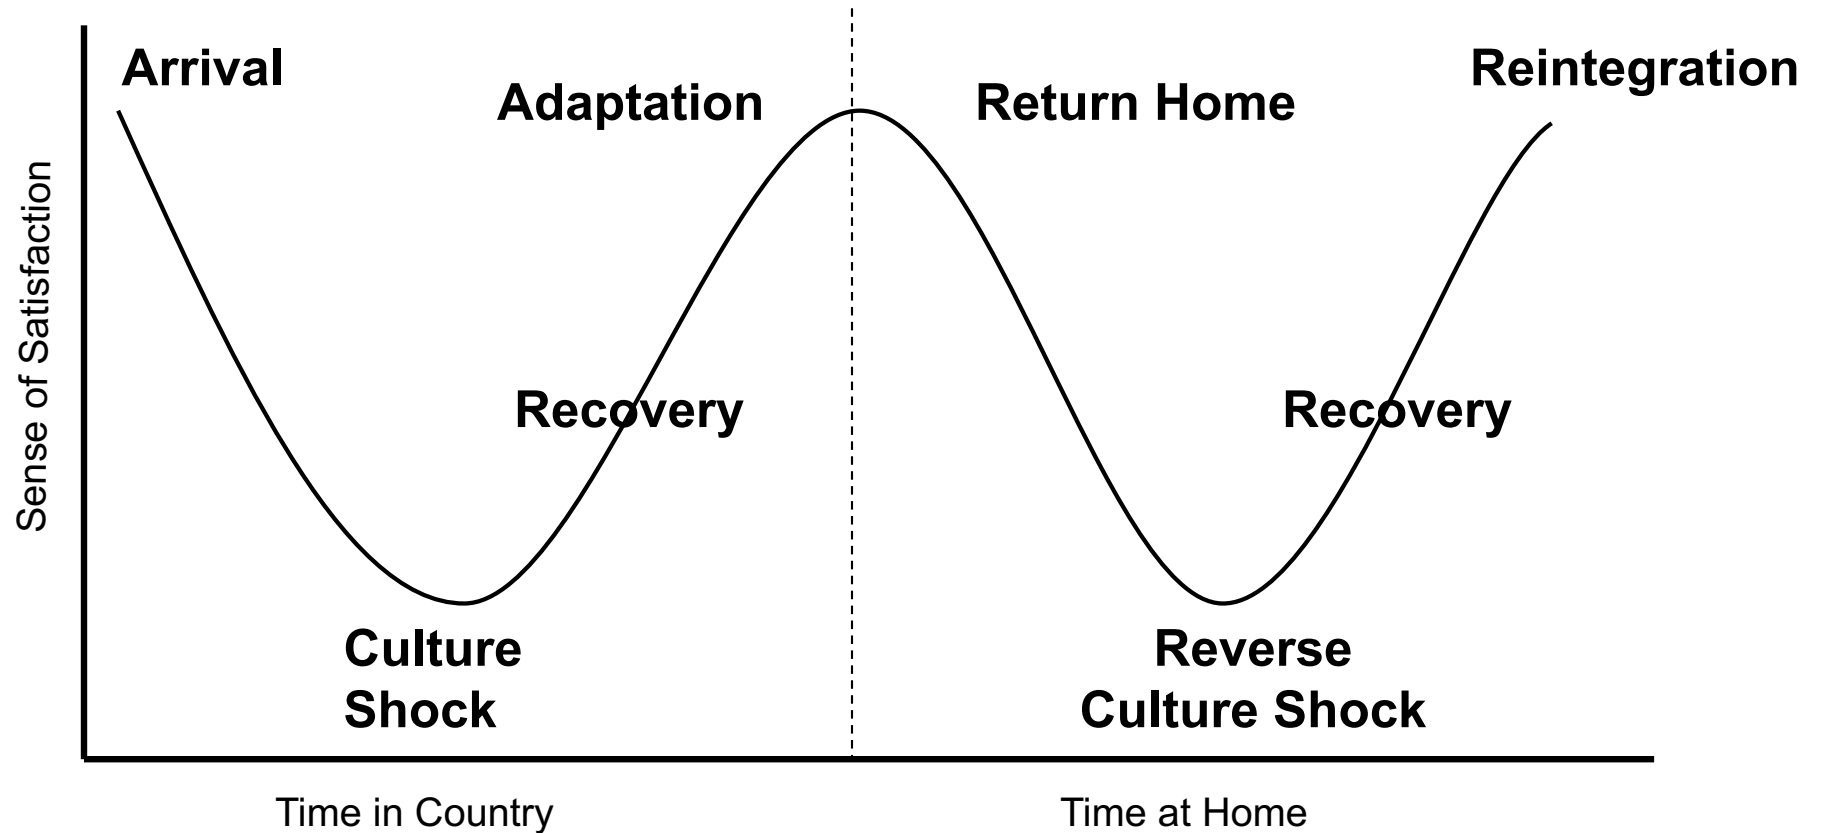 Arrival
Reintegration
Adaptation
Return Home
Sense of Satisfaction
Recovery
Recovery
Culture
Shock
Reverse
Culture Shock
Time in Country
Time at Home